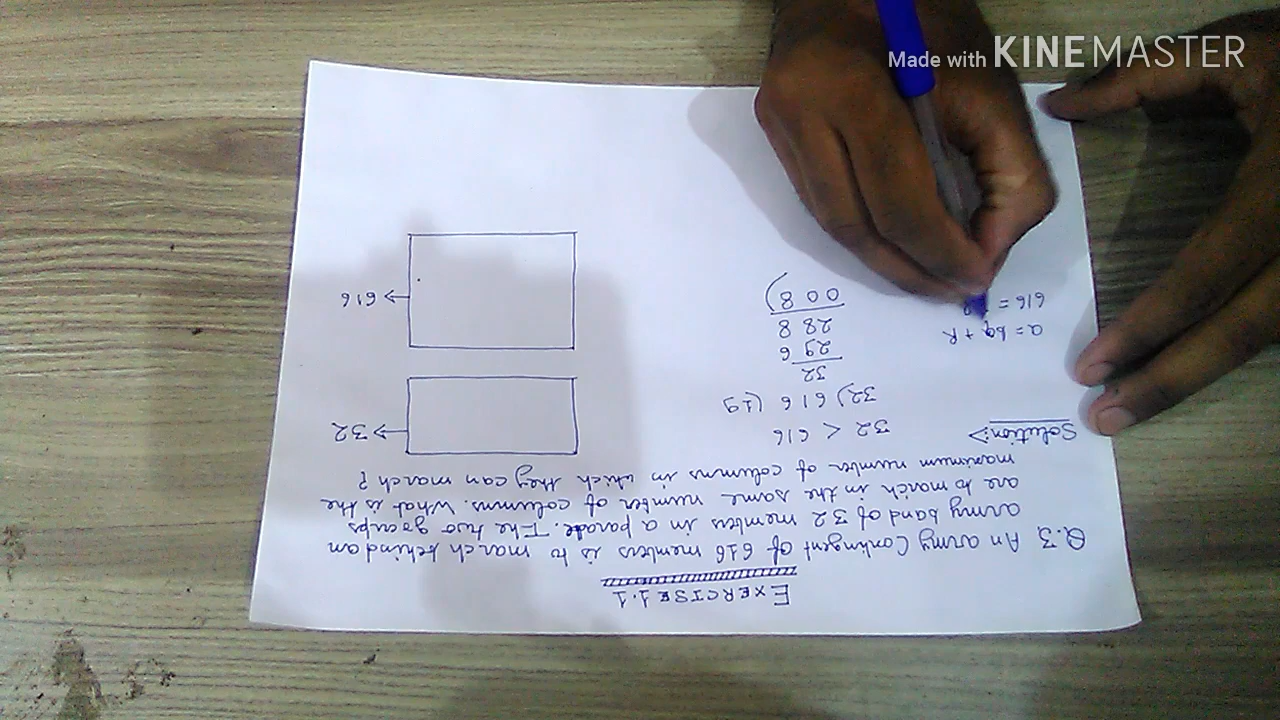 Made with KINEMASTER
EXERCISE 1.1
Q.3 An army Contingent of 616 members is to march behind an
army band of 32 members in a parade. The two groups
are to march in the same number of columns. What is the
maximum number of columns in which they can march?
Solution:->
32 < 616
32) 616 (19
32
296
288
008)
a = bq + R
616 =
32
616